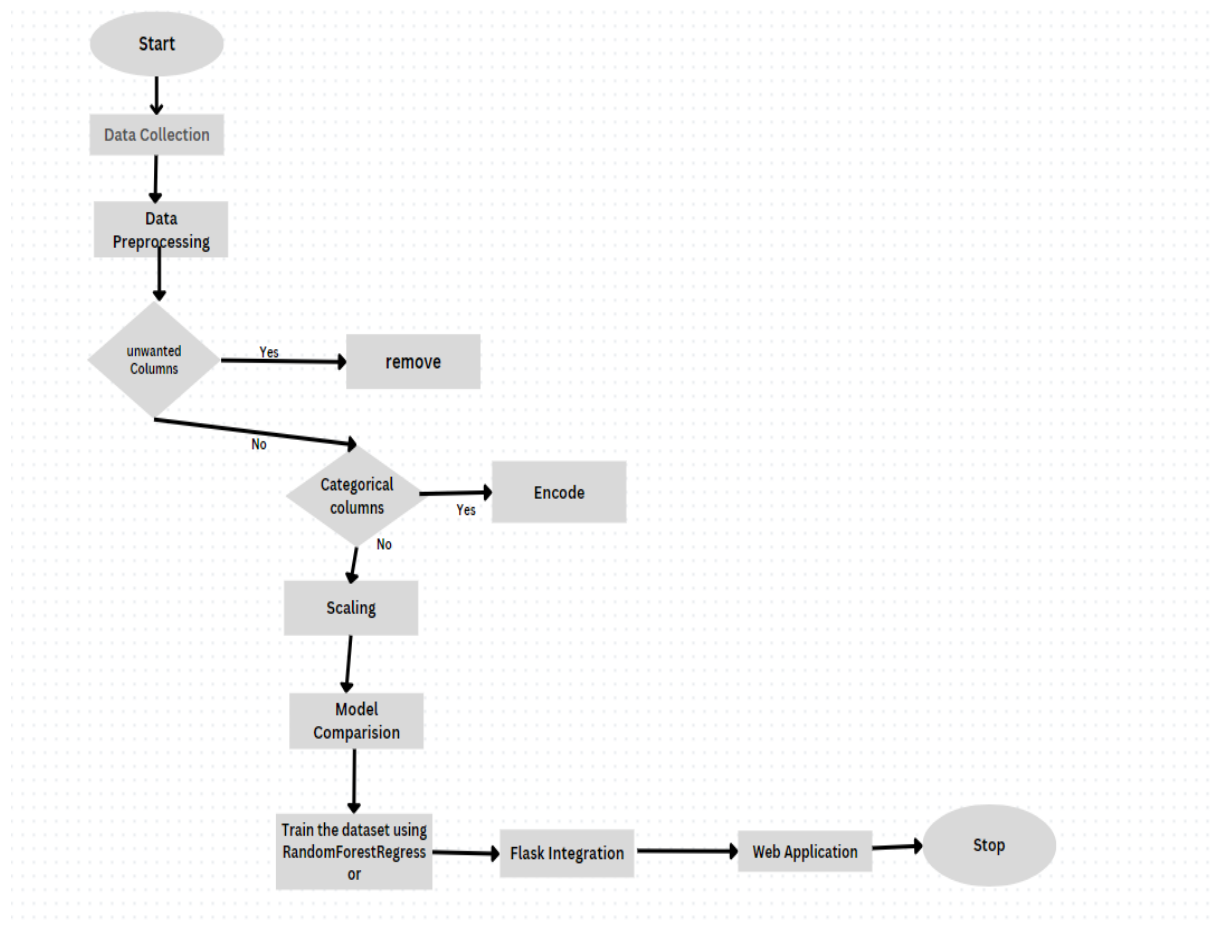 Start
Data Collection
Data
Preprocessing
unwanted
Columns
Yes
remove
No
Categorical
columns
Yes
Encode
No
Scaling
Model
Comparision
Train the dataset using
RandomForestRegress
or
Flask Integration
Web Application
Stop